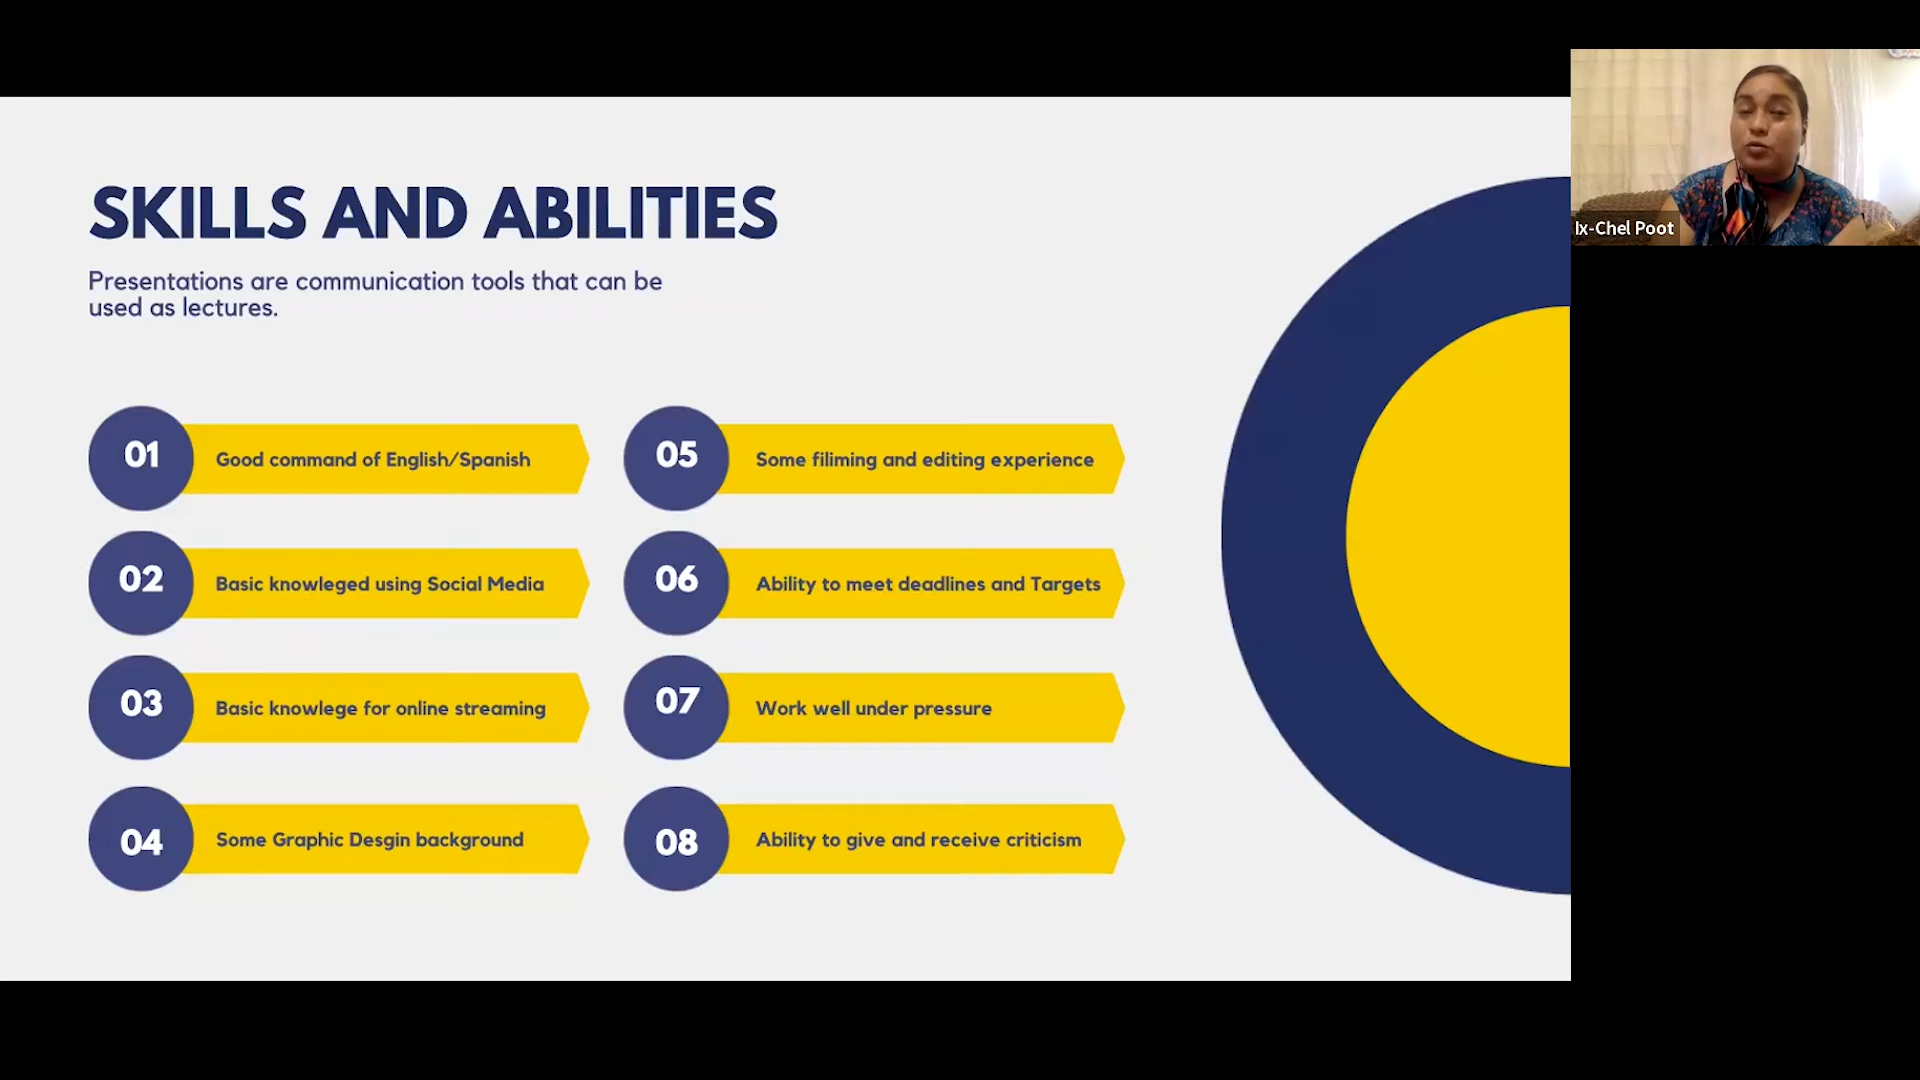 SKILLS AND ABILITIES
Presentations are communication tools that can be
used as lectures.
01
Good command of English/Spanish
02
Basic knowleged using Social Media
03
Basic knowlege for online streaming
04
Some Graphic Desgin background
05
Some filiming and editing experience
06
Ability to meet deadlines and Targets
07
Work well under pressure
08
Ability to give and receive criticism
Ix-Chel Poot